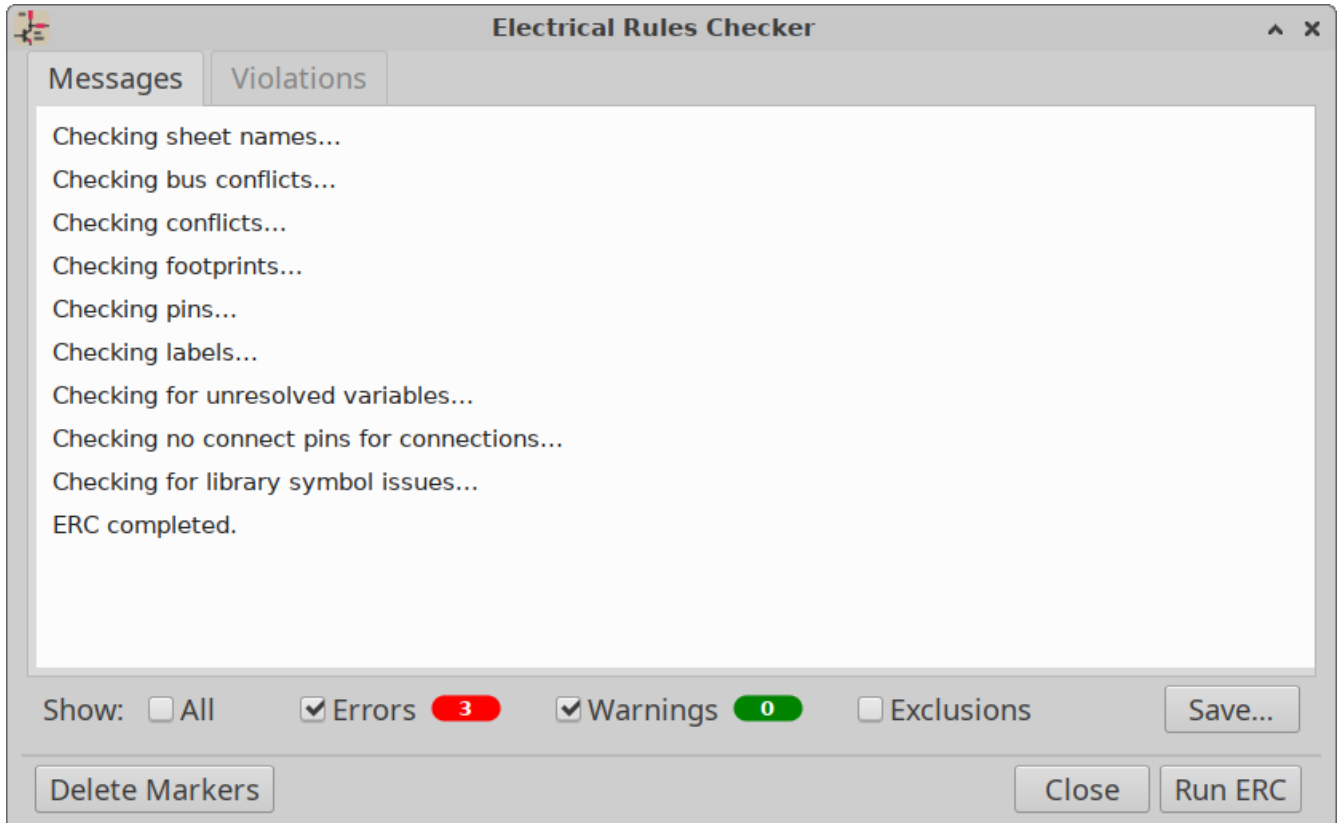 Electrical Rules Checker
Messages Violations
Checking sheet names...
Checking bus conflicts...
Checking conflicts...
Checking footprints...
Checking pins...
Checking labels...
Checking for unresolved variables...
Checking no connect pins for connections...
Checking for library symbol issues...
ERC completed.
Show: All Errors 3 Warnings 0 Exclusions Save...
Delete Markers Close Run ERC